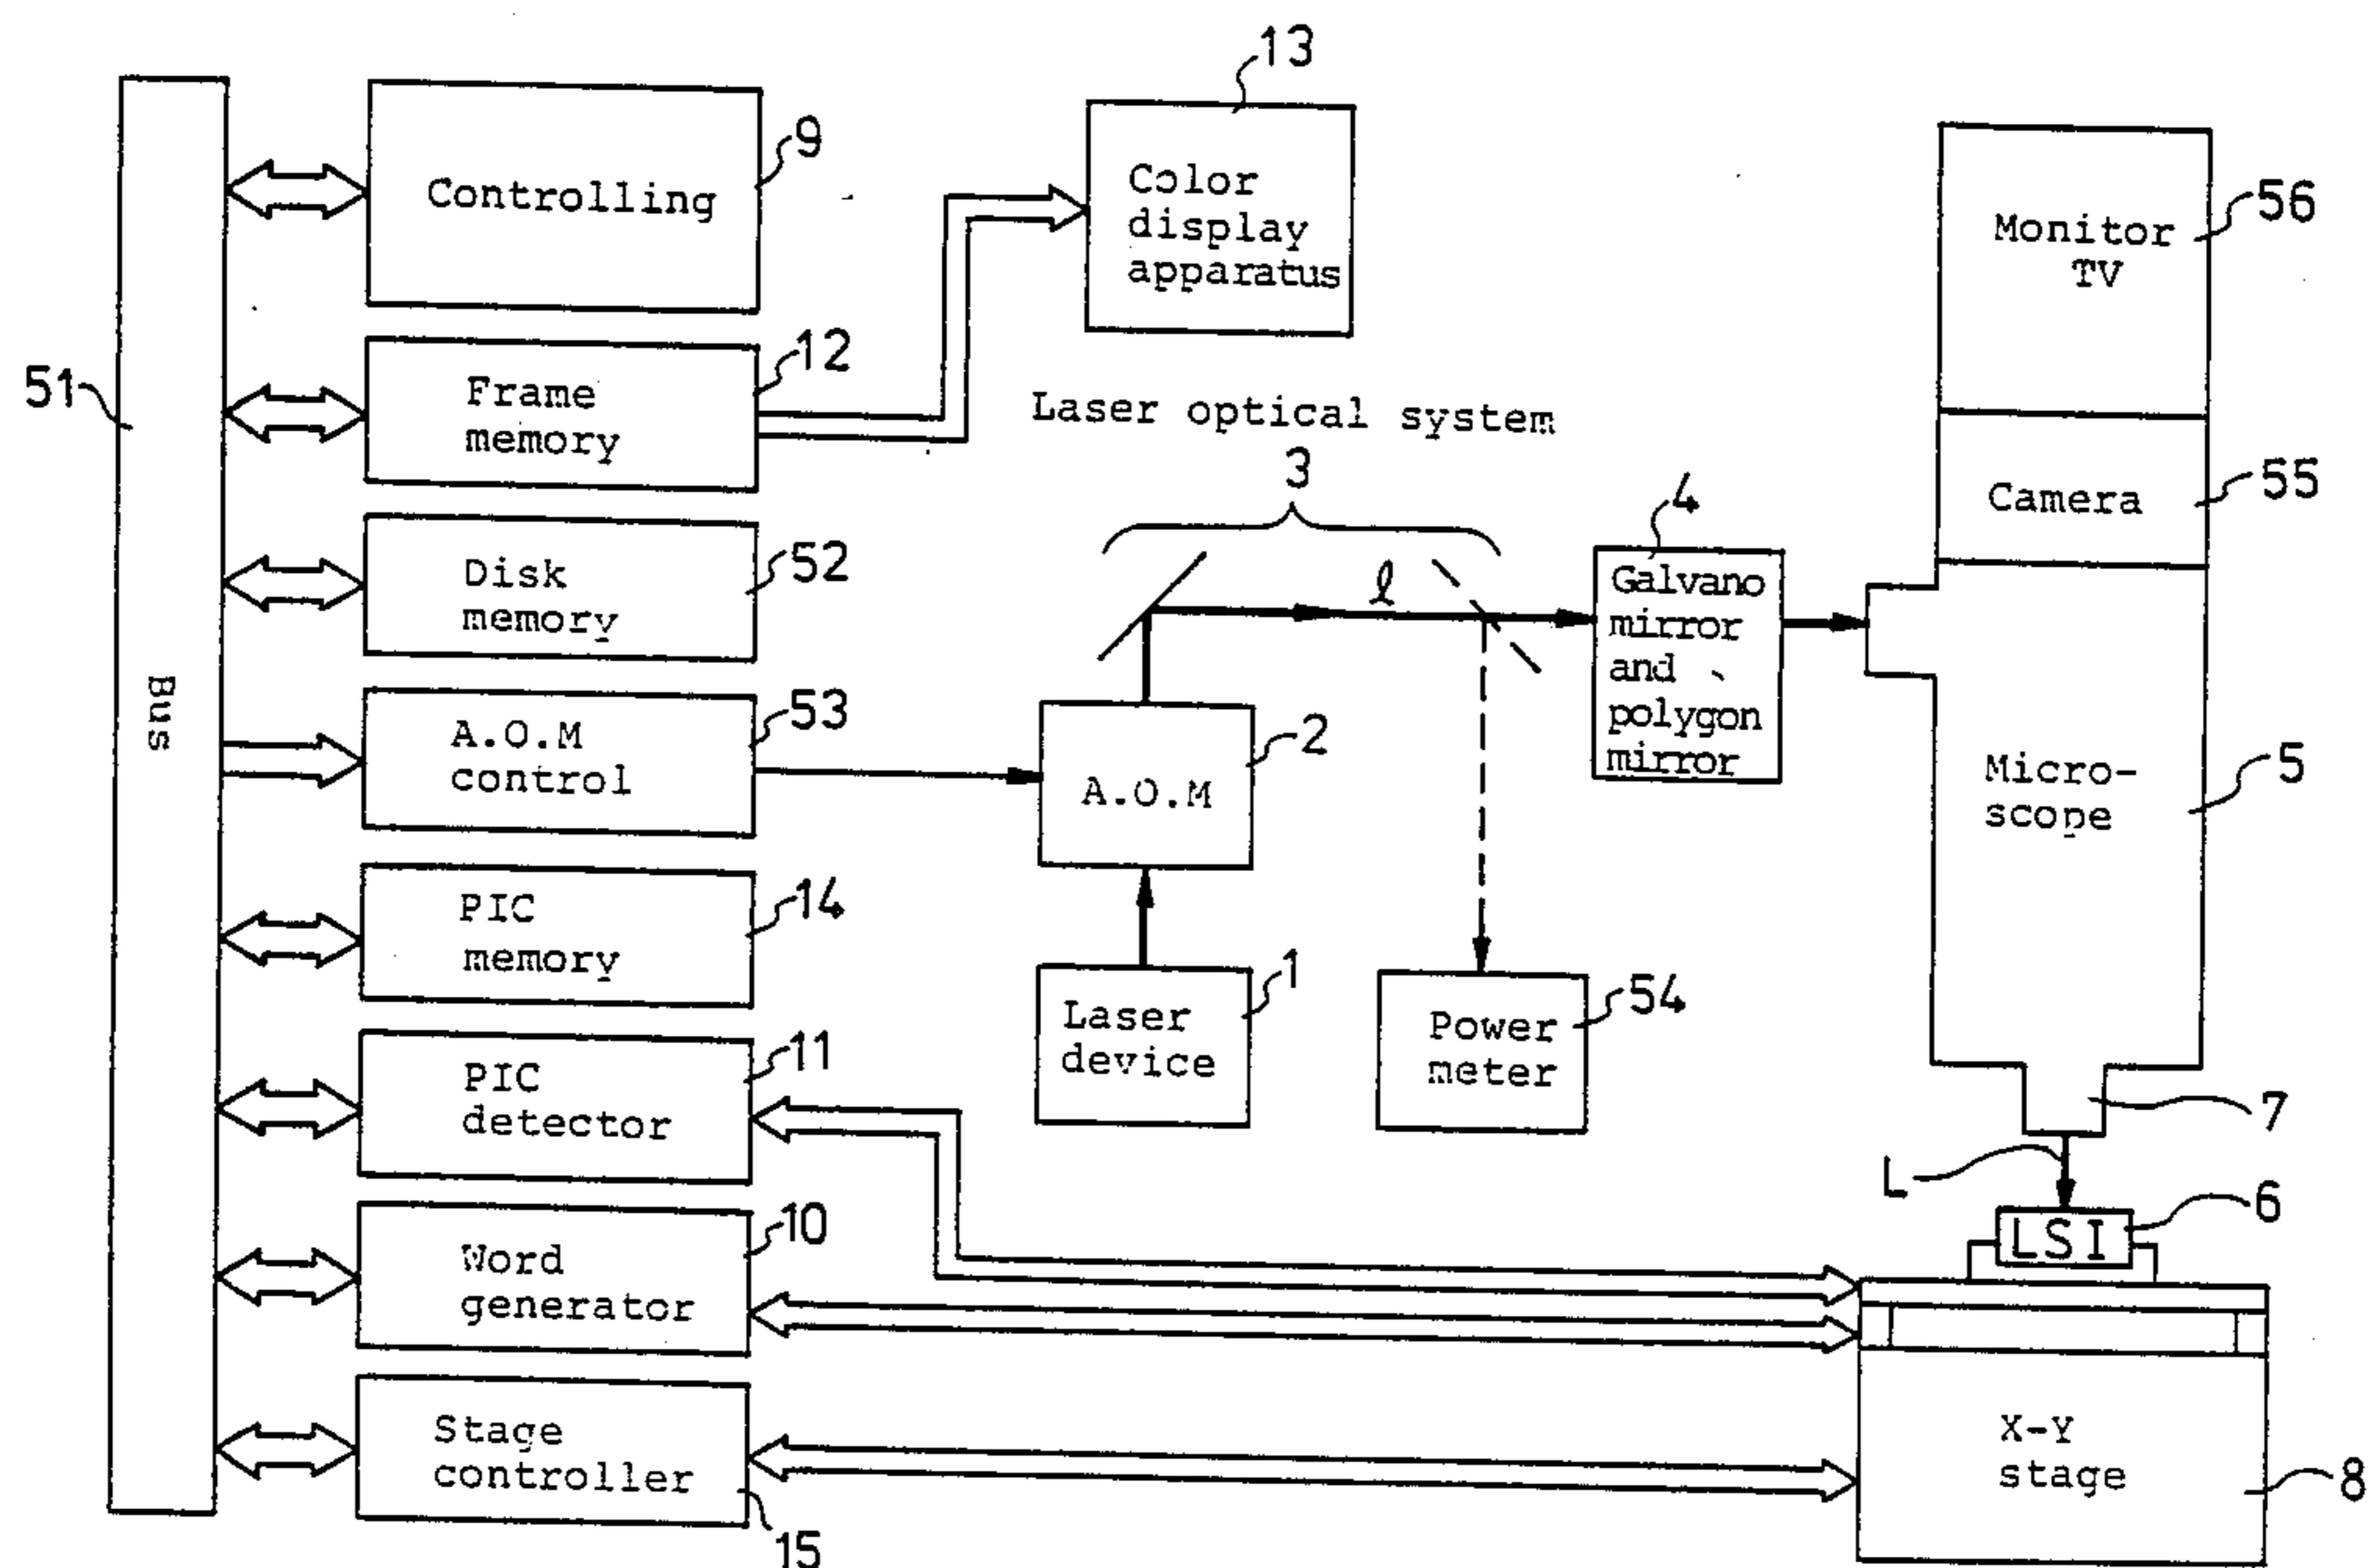 13
Color
display
apparatus
9
Controlling
56
Monitor
TV
12
Frame
memory
51
Laser optical system
3
55
Camera
4
Galvano
mirror
and
polygon
mirror
52
Disk
memory
ℓ
Bus
53
A.O.M
control
2
A.O.M
5
Micro-
scope
14
PIC
memory
1
Laser
device
54
Power
meter
11
PIC
detector
7
L
6
LSI
10
Word
generator
15
Stage
controller
8
X-Y
stage